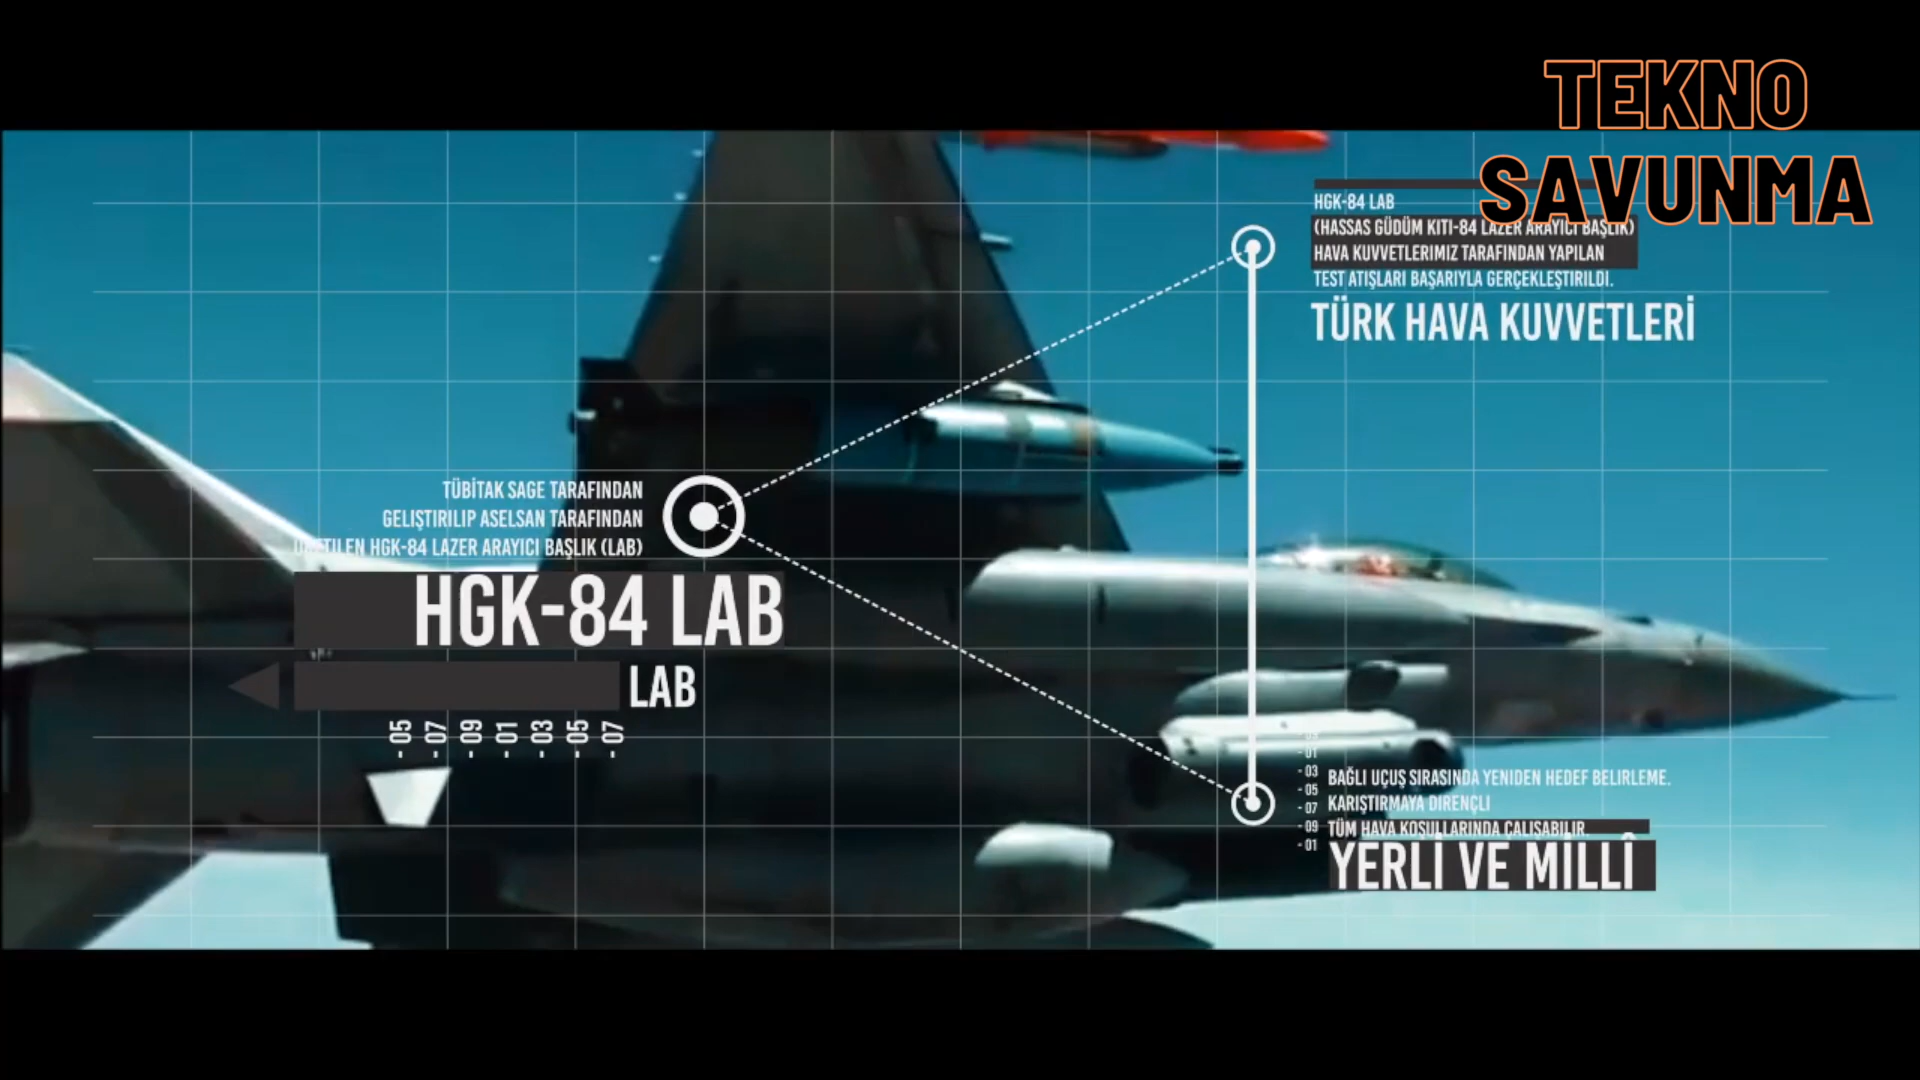 TEKNO
SAVUNMA
HGK-84 LAB
(HASSAS GÜDÜM KITI-84 LAZER ARAYICI BAŞLIK)
HAVA KUVVETLERIMIZ TARAFINDAN YAPILAN
TEST ATIŞLARI BAŞARIYLA GERÇEKLEŞTIRILDI.
TÜRK HAVA KUVVETLERİ
TÜBİTAK SAGE TARAFINDAN
GELIŞTIRILIP ASELSAN TARAFINDAN
HGK-84 LAZER ARAYICI BAŞLIK (LAB)
HGK-84 LAB
LAB
- 05
- 07
- 09
- 01
- 03
- 05
- 07
- 01
- 03
- 05
- 07
- 09
- 01
BAĞLI UÇUŞ SIRASINDA YENIDEN HEDEF BELIRLEME.
KARIŞTIRMAYA DIRENÇLI
TÜM HAVA KOŞULLARINDA ÇALIŞABILIR.
YERLİ VE MİLLÎ